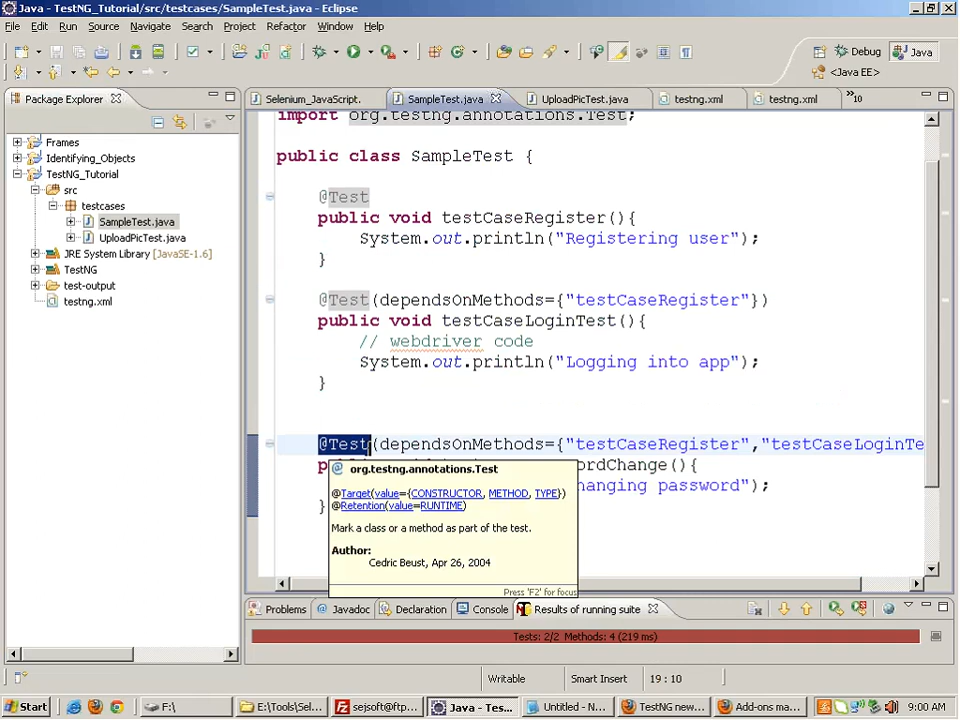 Java - TestNG_Tutorial/src/testcases/SampleTest.java - Eclipse
File Edit Run Source Navigate Search Project Refactor Window Help
Debug Java
<Java EE>
Package Explorer
Selenium_JavaScript. SampleTest.java UploadPicTest.java testng.xml testng.xml »10
Frames
Identifying_Objects
TestNG_Tutorial
src
testcases
SampleTest.java
UploadPicTest.java
JRE System Library [JavaSE-1.6]
TestNG
test-output
testng.xml
import org.testng.annotations.Test;
public class SampleTest {
@Test
public void testCaseRegister(){
System.out.println("Registering user");
}
@Test(dependsOnMethods={"testCaseRegister"})
public void testCaseLoginTest(){
// webdriver code
System.out.println("Logging into app");
}
@Test(dependsOnMethods={"testCaseRegister","testCaseLoginTe
p ordChange(){
hanging password");
}
@ org.testng.annotations.Test
@Target(value={CONSTRUCTOR, METHOD, TYPE})
@Retention(value=RUNTIME)
Mark a class or a method as part of the test.
Author:
Cedric Beust, Apr 26, 2004
Press 'F2' for focus
Problems Javadoc Declaration Console Results of running suite
Tests: 2/2 Methods: 4 (219 ms)
Writable Smart Insert 19 : 10
Start F:\ E:\Tools\Sel... sejsoft@ftp... Java - Tes... Untitled - N... TestNG new... Add-ons ma... 9:00 AM